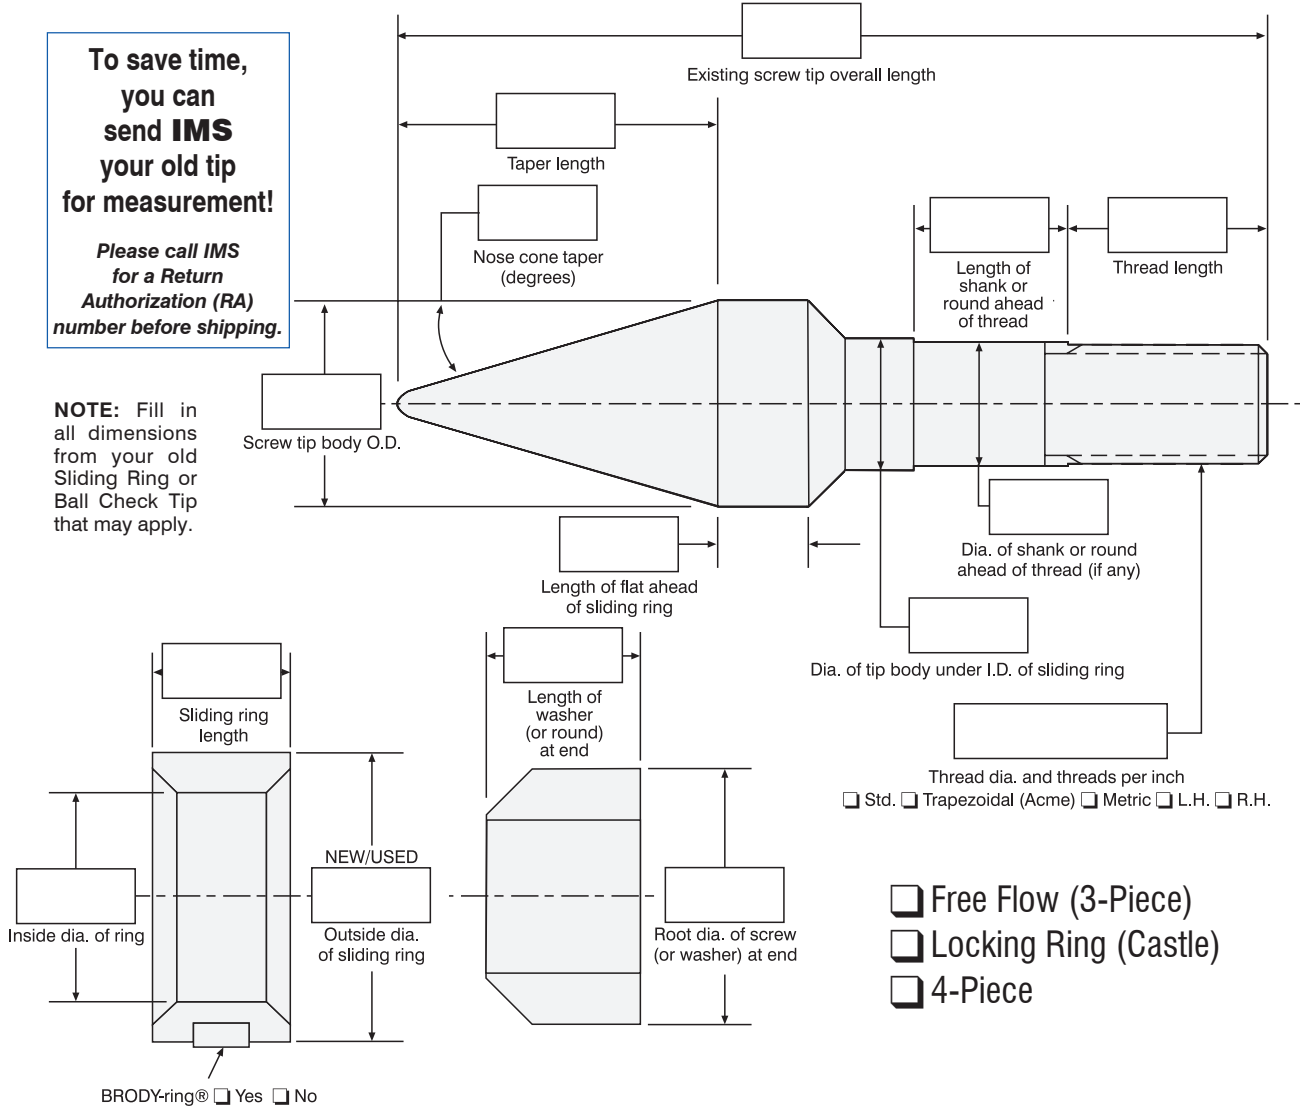 To save time,
you can
send IMS
your old tip
for measurement!
Please call IMS
for a Return
Authorization (RA)
number before shipping.
NOTE: Fill in
all dimensions
from your old
Sliding Ring or
Ball Check Tip
that may apply.
Existing screw tip overall length
Taper length
Nose cone taper
(degrees)
Length of
shank or
round ahead
of thread
Thread length
Screw tip body O.D.
Length of flat ahead
of sliding ring
Dia. of shank or round
ahead of thread (if any)
Dia. of tip body under I.D. of sliding ring
Thread dia. and threads per inch
❏ Std. ❏ Trapezoidal (Acme) ❏ Metric ❏ L.H. ❏ R.H.
Sliding ring
length
Length of
washer
(or round)
at end
NEW/USED
Inside dia. of ring
Outside dia.
of sliding ring
Root dia. of screw
(or washer) at end
BRODY-ring® ❏ Yes ❏ No
❏ Free Flow (3-Piece)
❏ Locking Ring (Castle)
❏ 4-Piece